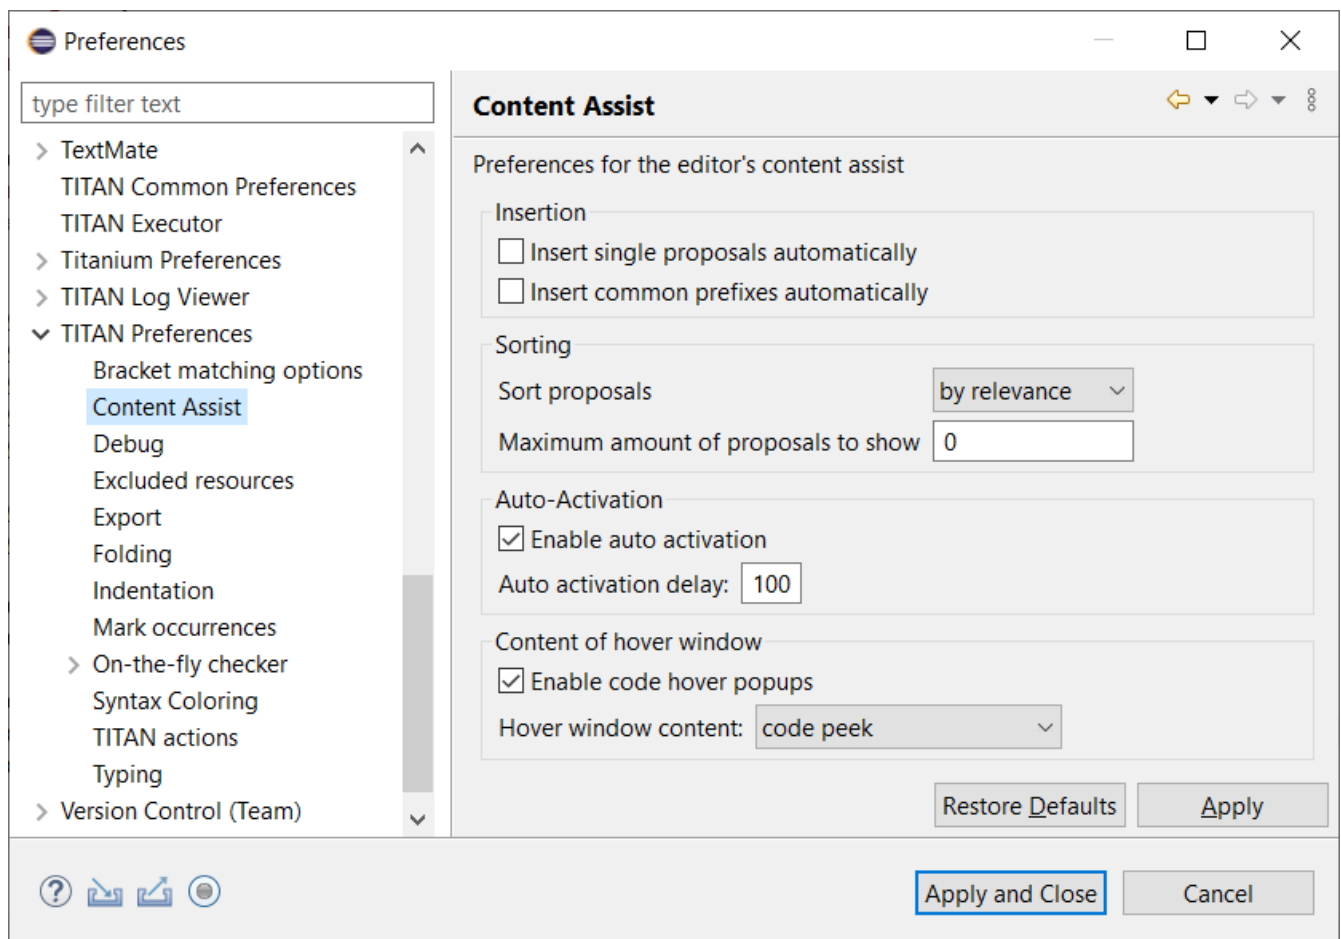 Preferences
type filter text
TextMate
TITAN Common Preferences
TITAN Executor
Titanium Preferences
TITAN Log Viewer
TITAN Preferences
Bracket matching options
Content Assist
Debug
Excluded resources
Export
Folding
Indentation
Mark occurrences
On-the-fly checker
Syntax Coloring
TITAN actions
Typing
Version Control (Team)
Content Assist
Preferences for the editor's content assist
Insertion
Insert single proposals automatically
Insert common prefixes automatically
Sorting
Sort proposals by relevance
Maximum amount of proposals to show 0
Auto-Activation
Enable auto activation
Auto activation delay: 100
Content of hover window
Enable code hover popups
Hover window content: code peek
Restore Defaults Apply
Apply and Close Cancel